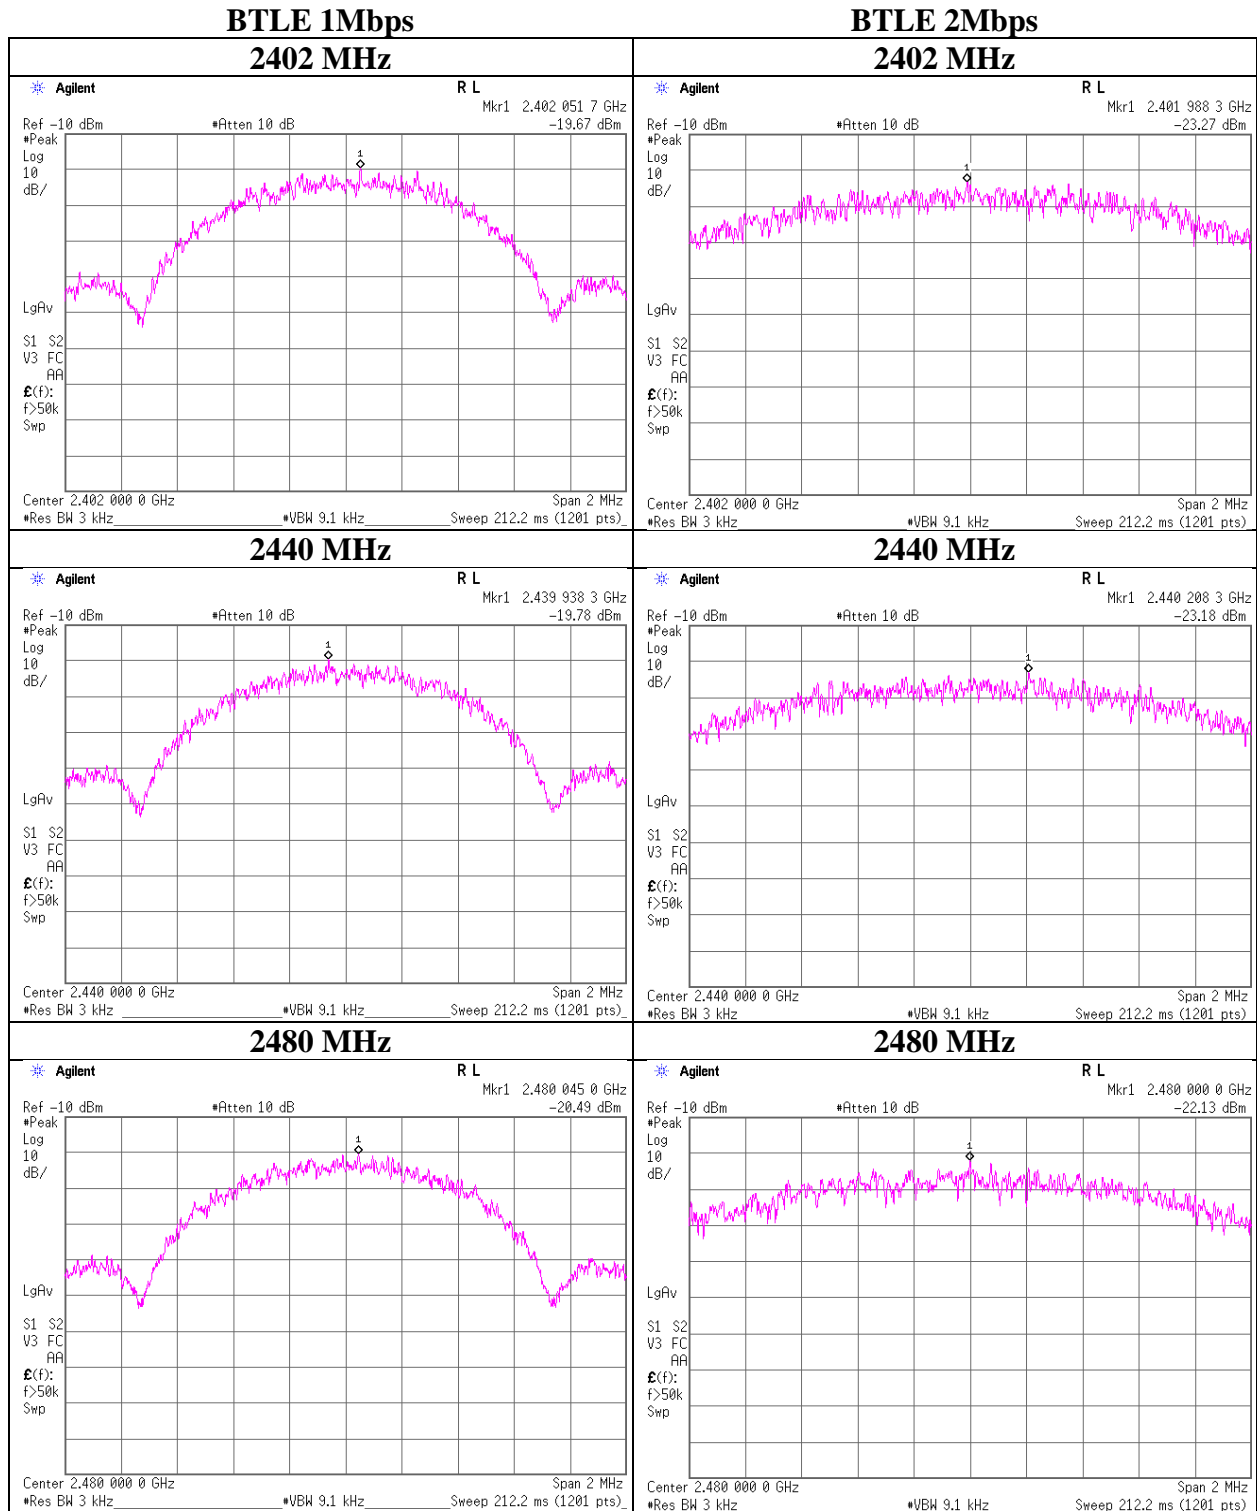 BTLE 1Mbps
BTLE 2Mbps
2402 MHz
2402 MHz
Agilent R L
Mkr1 2.402 051 7 GHz
Ref -10 dBm #Atten 10 dB -19.67 dBm
#Peak
Log
10
dB/
1
LgAv
S1 S2
V3 FC
AA
£(f):
f>50k
Swp
Center 2.402 000 0 GHz Span 2 MHz
#Res BW 3 kHz #VBW 9.1 kHz Sweep 212.2 ms (1201 pts)
Agilent R L
Mkr1 2.401 988 3 GHz
Ref -10 dBm #Atten 10 dB -23.27 dBm
#Peak
Log
10
dB/
1
LgAv
S1 S2
V3 FC
AA
£(f):
f>50k
Swp
Center 2.402 000 0 GHz Span 2 MHz
#Res BW 3 kHz #VBW 9.1 kHz Sweep 212.2 ms (1201 pts)
2440 MHz
2440 MHz
Agilent R L
Mkr1 2.439 938 3 GHz
Ref -10 dBm #Atten 10 dB -19.78 dBm
#Peak
Log
10
dB/
1
LgAv
S1 S2
V3 FC
AA
£(f):
f>50k
Swp
Center 2.440 000 0 GHz Span 2 MHz
#Res BW 3 kHz #VBW 9.1 kHz Sweep 212.2 ms (1201 pts)
Agilent R L
Mkr1 2.440 208 3 GHz
Ref -10 dBm #Atten 10 dB -23.18 dBm
#Peak
Log
10
dB/
1
LgAv
S1 S2
V3 FC
AA
£(f):
f>50k
Swp
Center 2.440 000 0 GHz Span 2 MHz
#Res BW 3 kHz #VBW 9.1 kHz Sweep 212.2 ms (1201 pts)
2480 MHz
2480 MHz
Agilent R L
Mkr1 2.480 045 0 GHz
Ref -10 dBm #Atten 10 dB -20.49 dBm
#Peak
Log
10
dB/
1
LgAv
S1 S2
V3 FC
AA
£(f):
f>50k
Swp
Center 2.480 000 0 GHz Span 2 MHz
#Res BW 3 kHz #VBW 9.1 kHz Sweep 212.2 ms (1201 pts)
Agilent R L
Mkr1 2.480 000 0 GHz
Ref -10 dBm #Atten 10 dB -22.13 dBm
#Peak
Log
10
dB/
1
LgAv
S1 S2
V3 FC
AA
£(f):
f>50k
Swp
Center 2.480 000 0 GHz Span 2 MHz
#Res BW 3 kHz #VBW 9.1 kHz Sweep 212.2 ms (1201 pts)